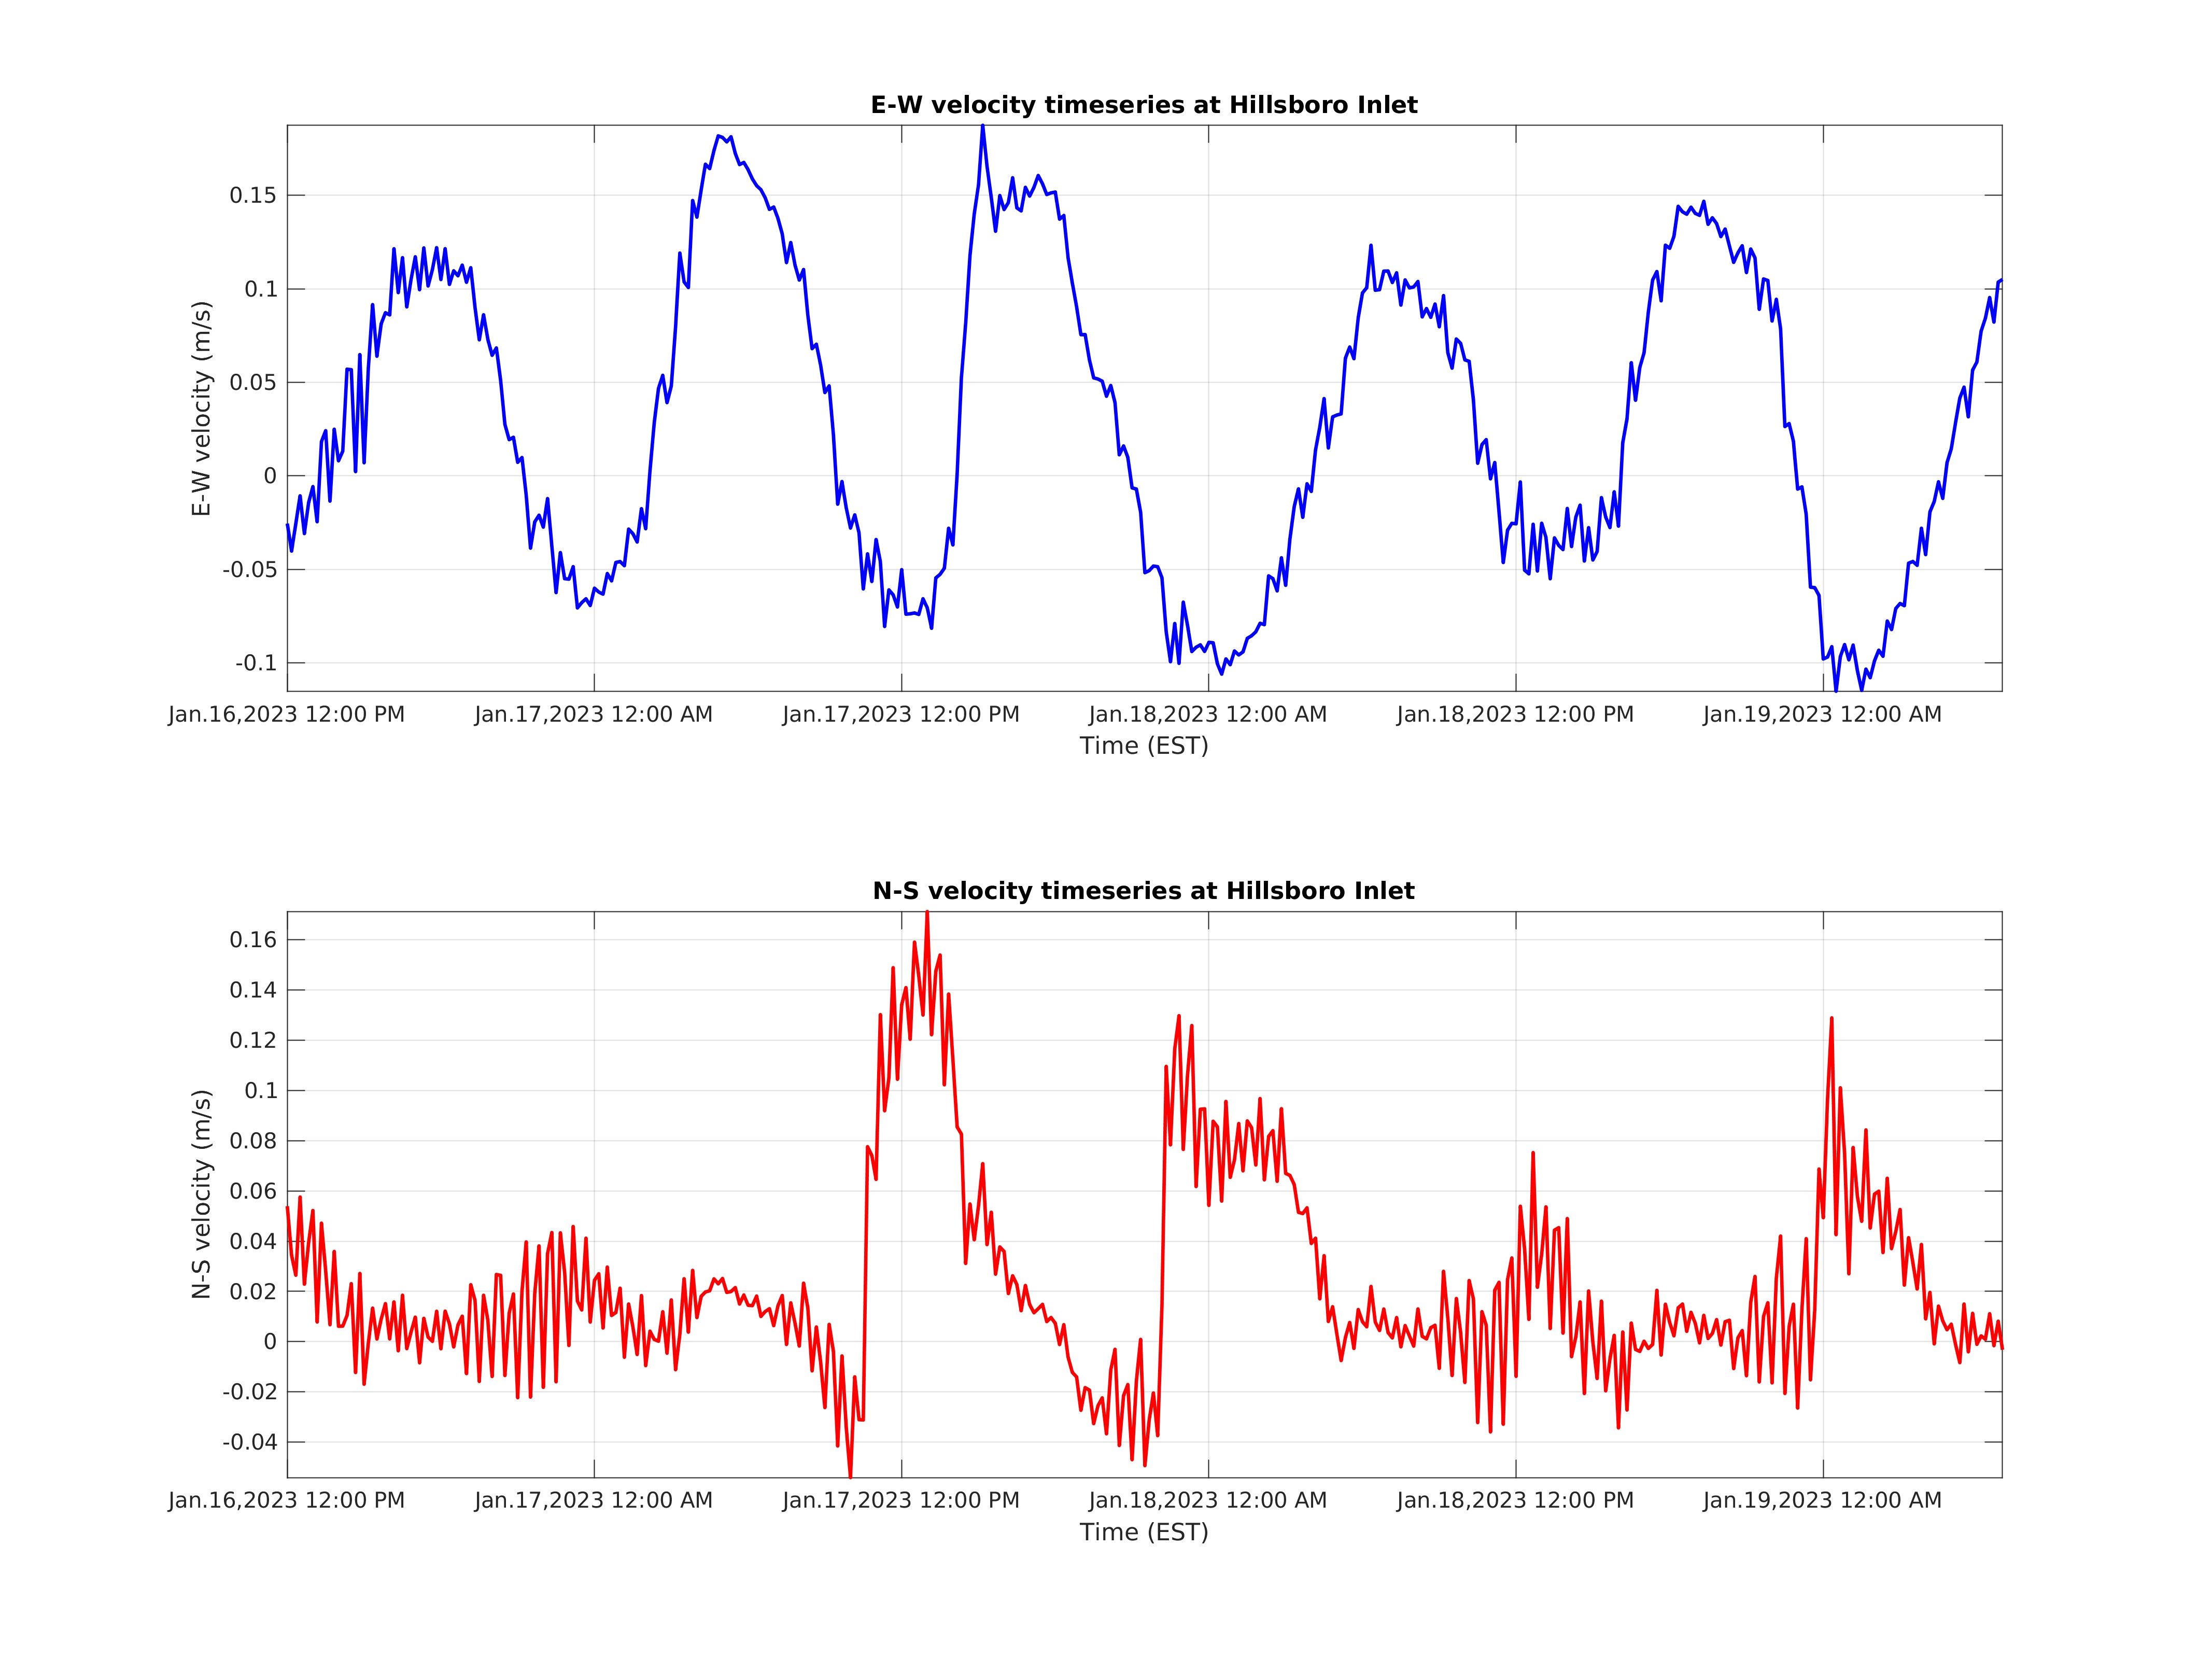 E-W velocity timeseries at Hillsboro Inlet
E-W velocity (m/s)
0.15
0.1
0.05
0
-0.05
-0.1
Jan.16,2023 12:00 PM Jan.17,2023 12:00 AM Jan.17,2023 12:00 PM Jan.18,2023 12:00 AM Jan.18,2023 12:00 PM Jan.19,2023 12:00 AM
Time (EST)
N-S velocity timeseries at Hillsboro Inlet
N-S velocity (m/s)
0.16
0.14
0.12
0.1
0.08
0.06
0.04
0.02
0
-0.02
-0.04
Jan.16,2023 12:00 PM Jan.17,2023 12:00 AM Jan.17,2023 12:00 PM Jan.18,2023 12:00 AM Jan.18,2023 12:00 PM Jan.19,2023 12:00 AM
Time (EST)